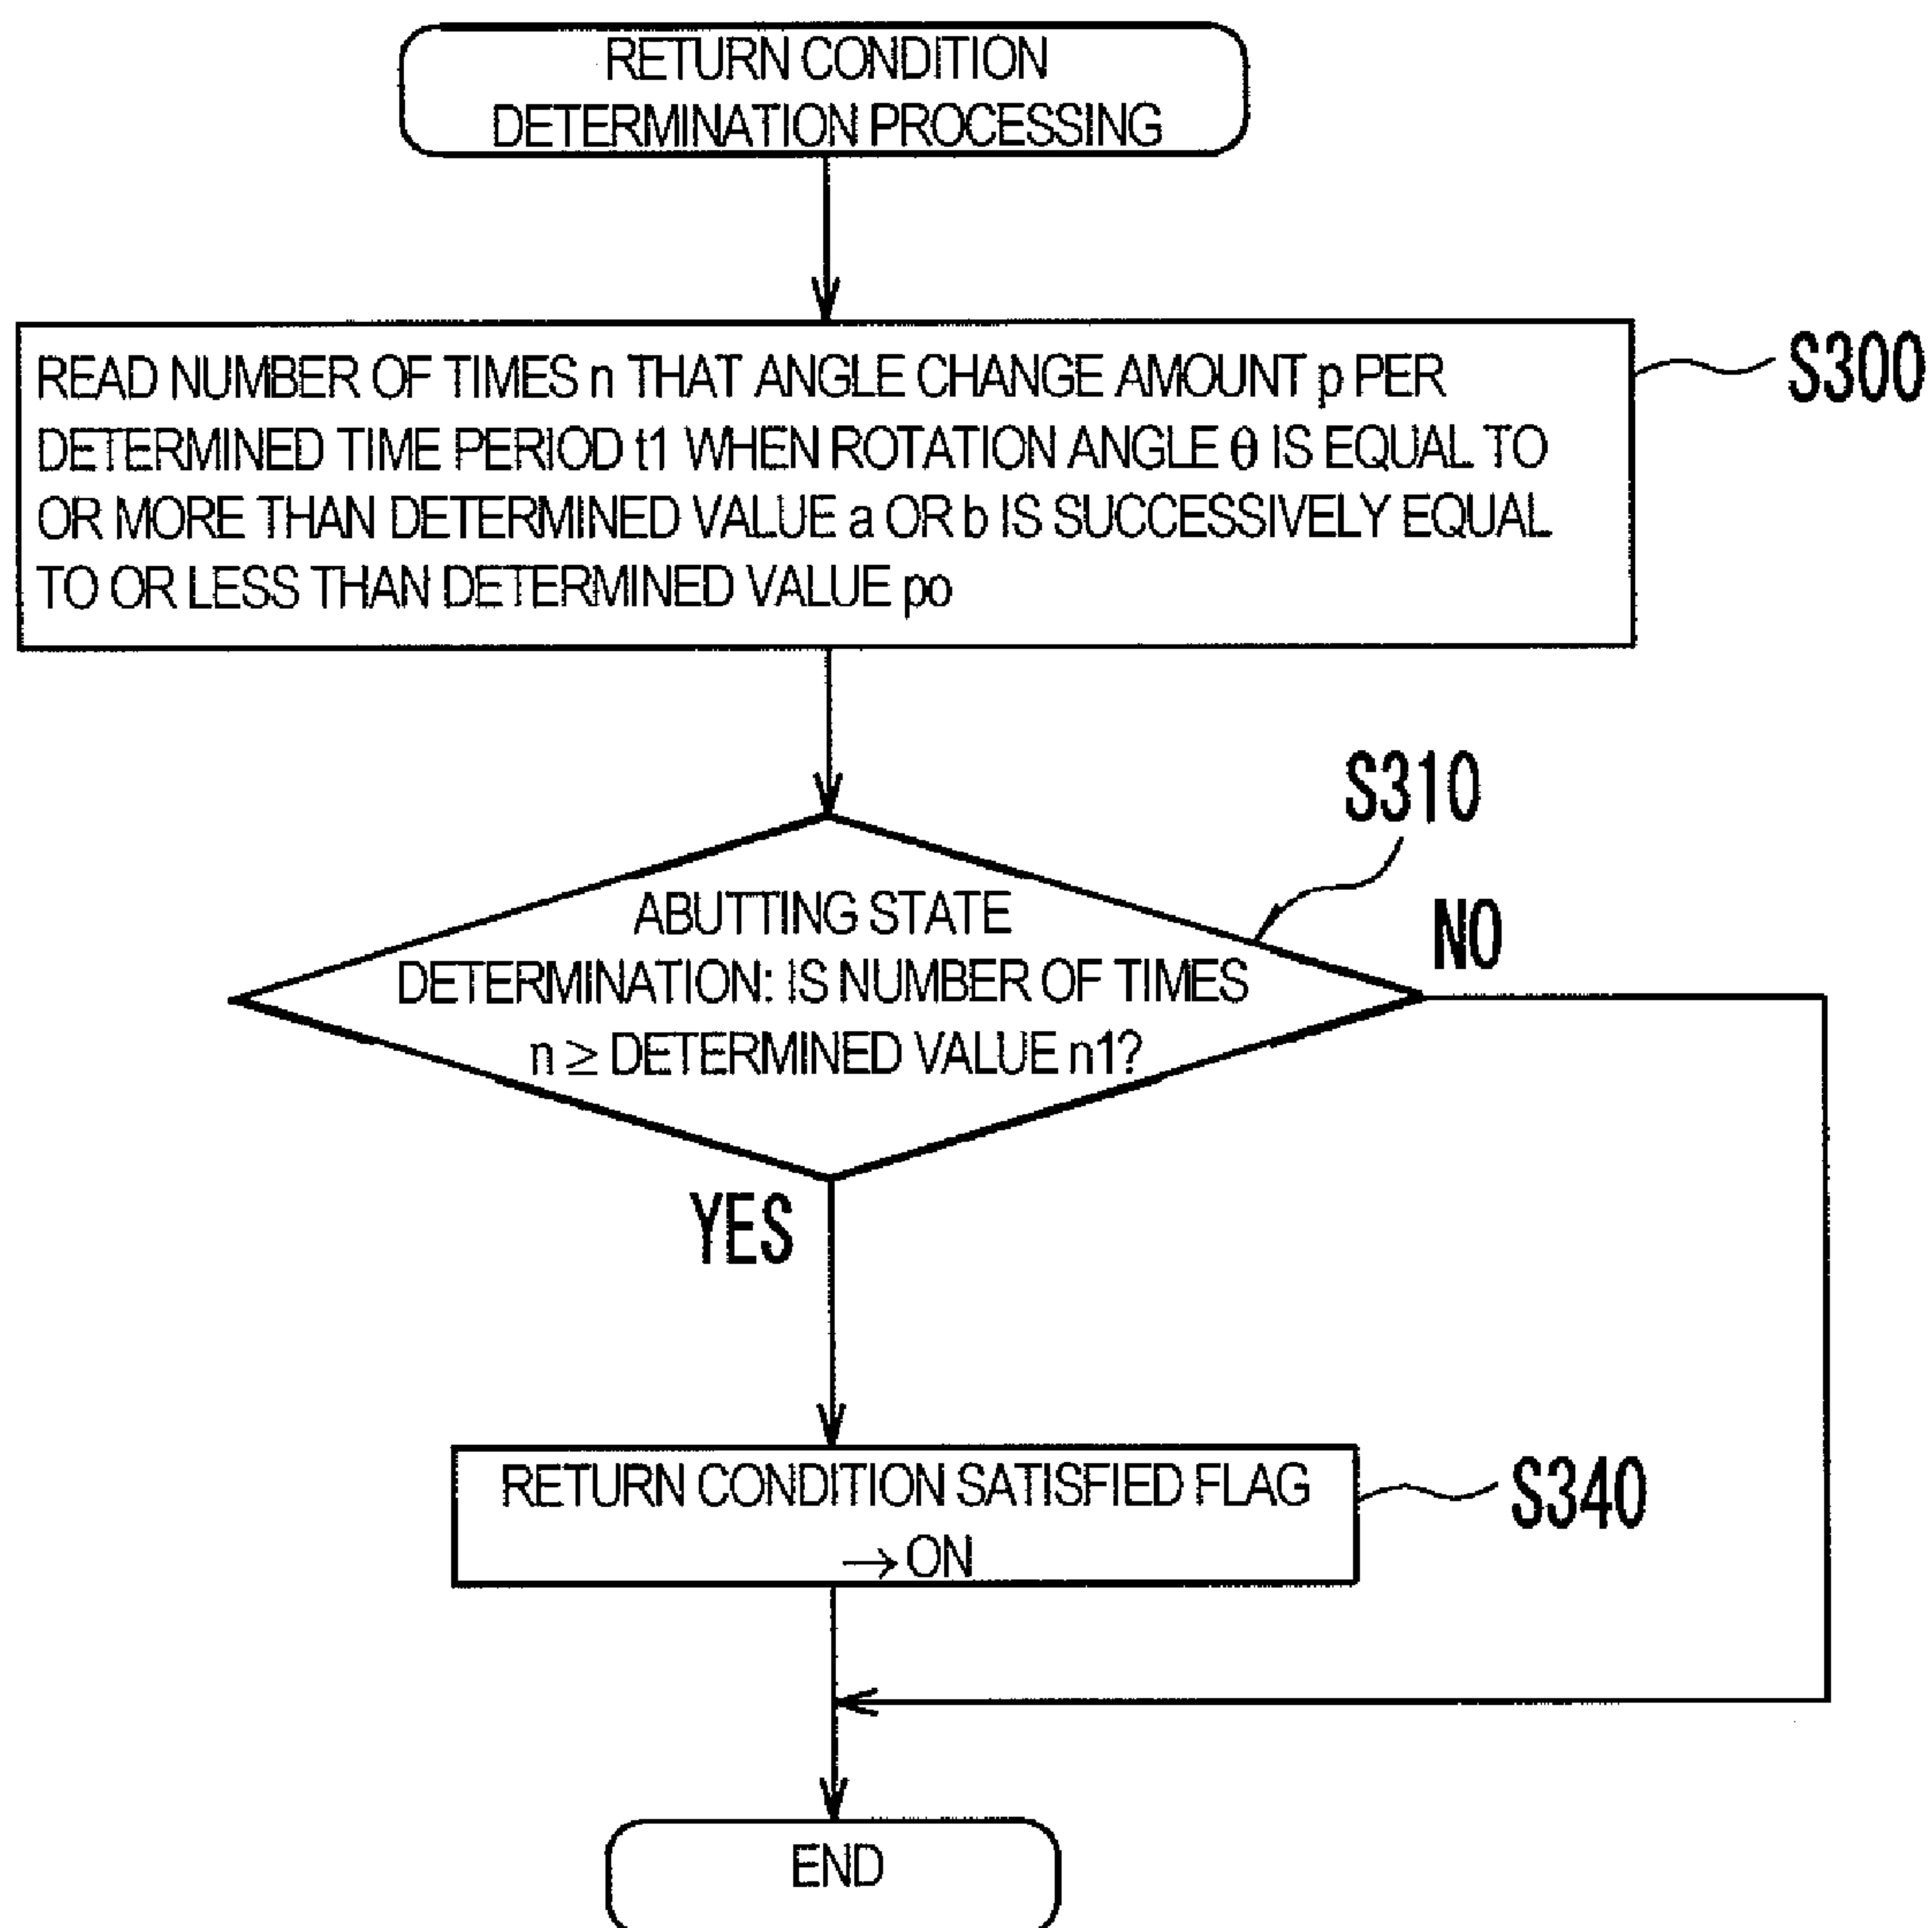 RETURN CONDITION
DETERMINATION PROCESSING
READ NUMBER OF TIMES n THAT ANGLE CHANGE AMOUNT p PER
DETERMINED TIME PERIOD t1 WHEN ROTATION ANGLE θ IS EQUAL TO
OR MORE THAN DETERMINED VALUE a OR b IS SUCCESSIVELY EQUAL
TO OR LESS THAN DETERMINED VALUE po
S300
S310
ABUTTING STATE
DETERMINATION: IS NUMBER OF TIMES
n ≥ DETERMINED VALUE n1?
NO
YES
RETURN CONDITION SATISFIED FLAG
→ ON
S340
END